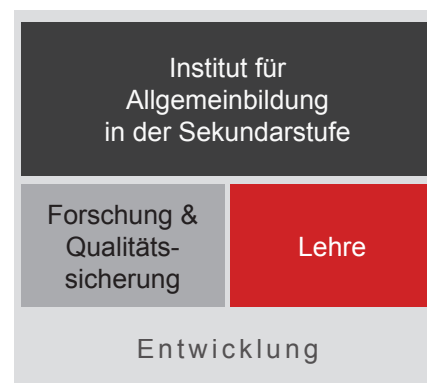 Institut für
Allgemeinbildung
in der Sekundarstufe
Forschung &
Qualitäts-
sicherung
Lehre
Entwicklung